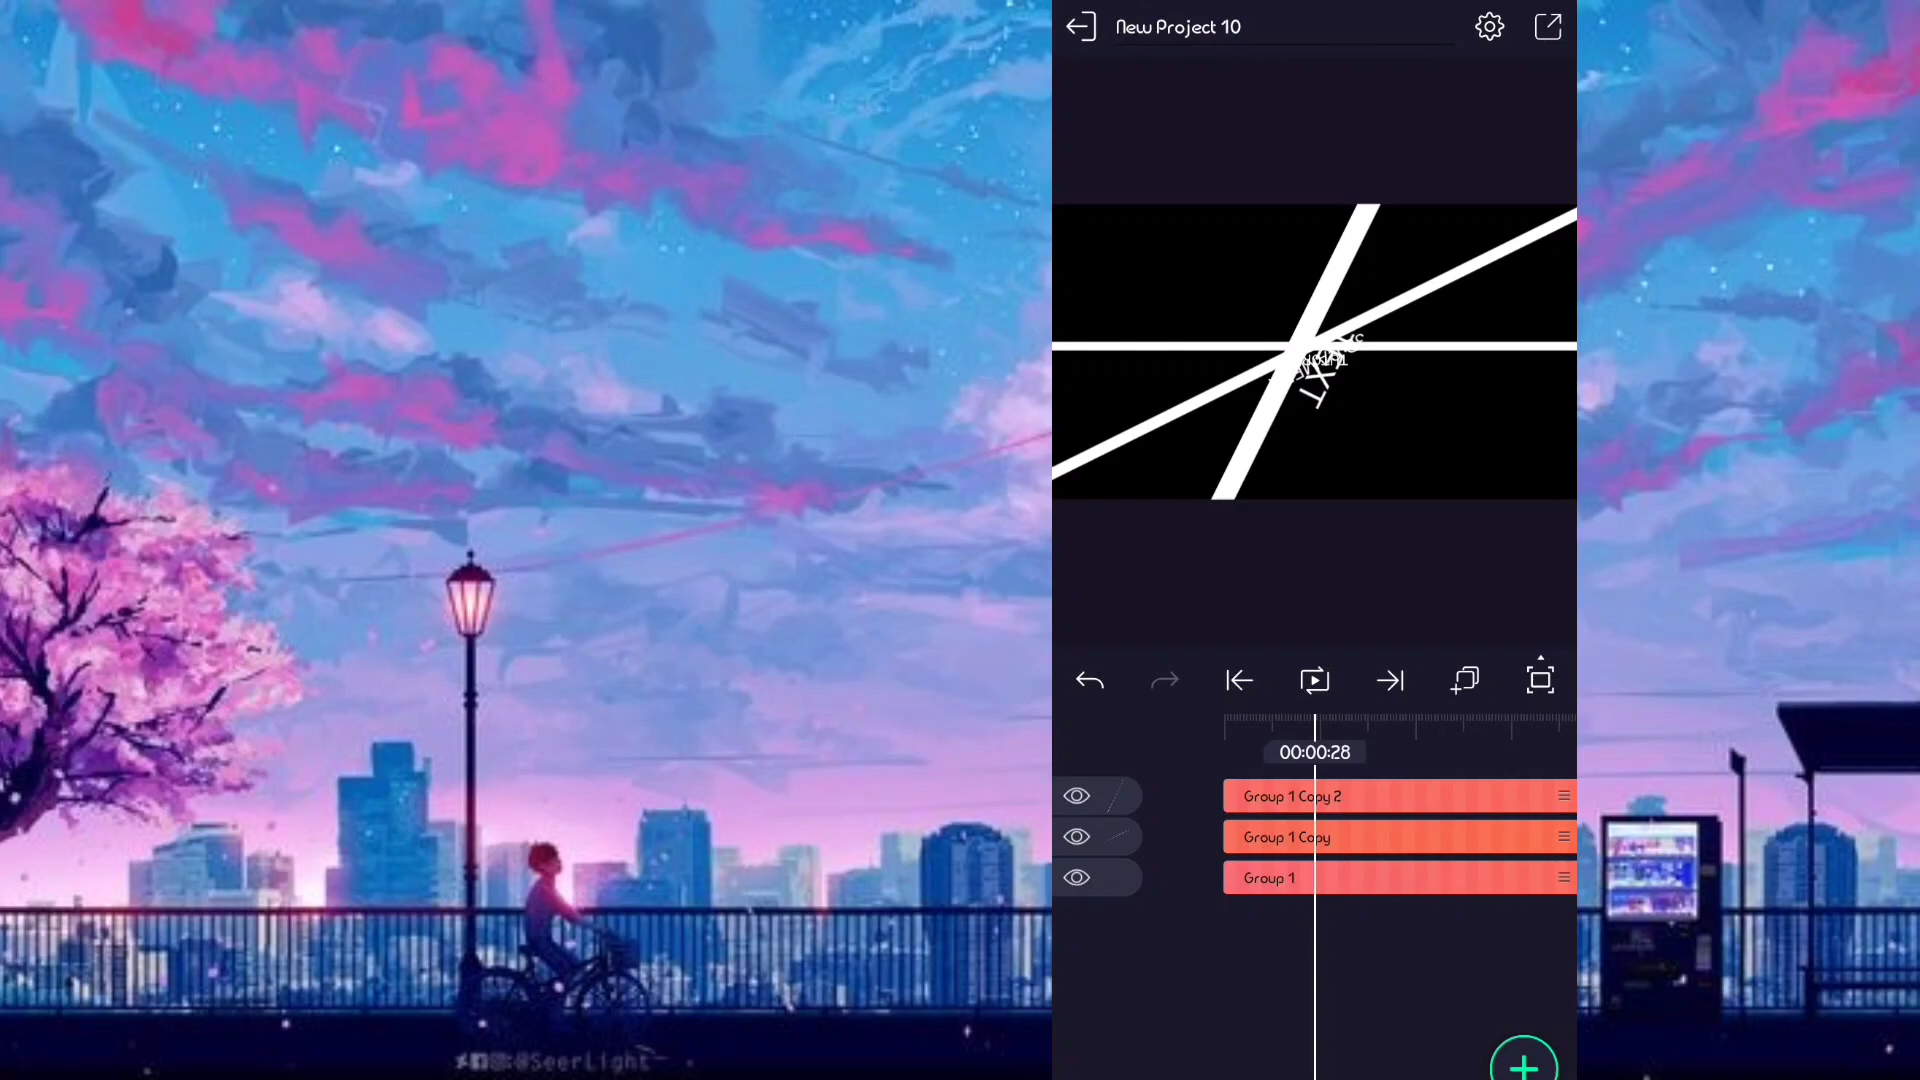 New Project 10
00:00:28
Group 1 Copy 2
Group 1 Copy
Group 1
@SeerLight